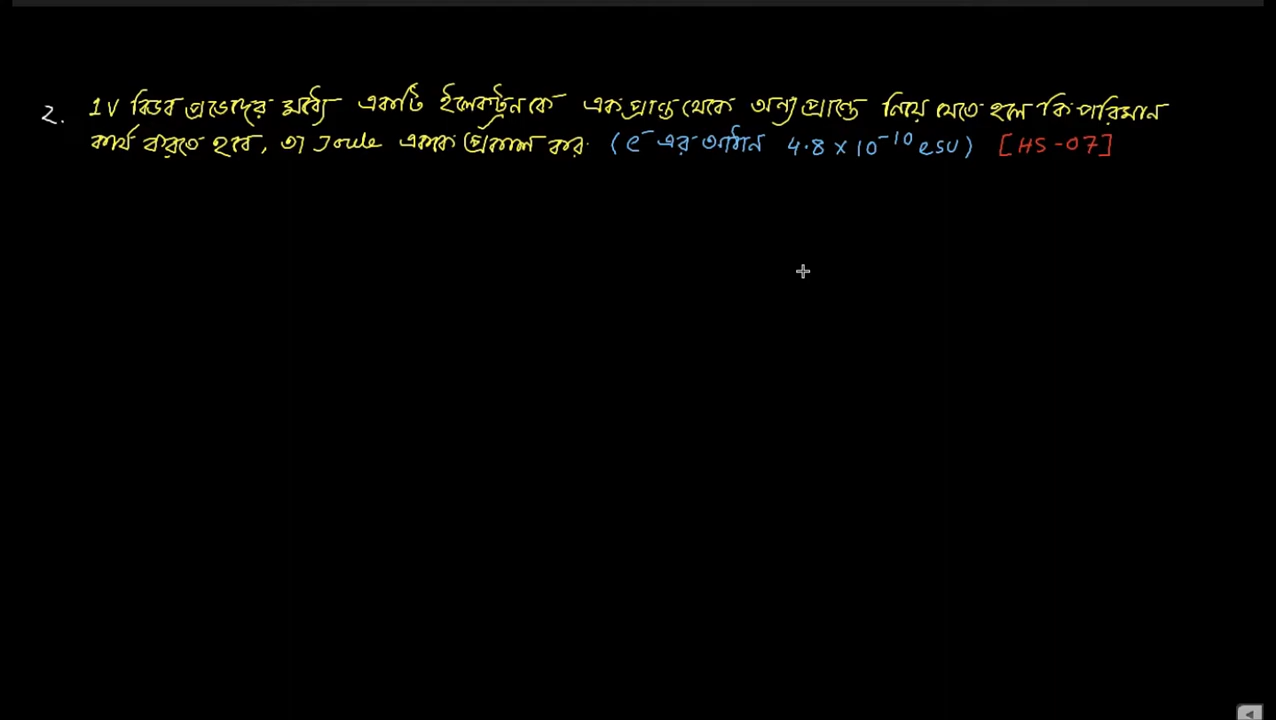 2. 1V বিভব প্রভেদের মধ্যে একটি ইলেকট্রনকে এক প্রান্ত থেকে অন্য প্রান্তে নিয়ে যেতে হলে কি পরিমান
কার্য করতে হবে, তা Joule এককে প্রকাশ কর. (e⁻ এর আধান 4.8 x 10⁻¹⁰ esu) [HS-07]